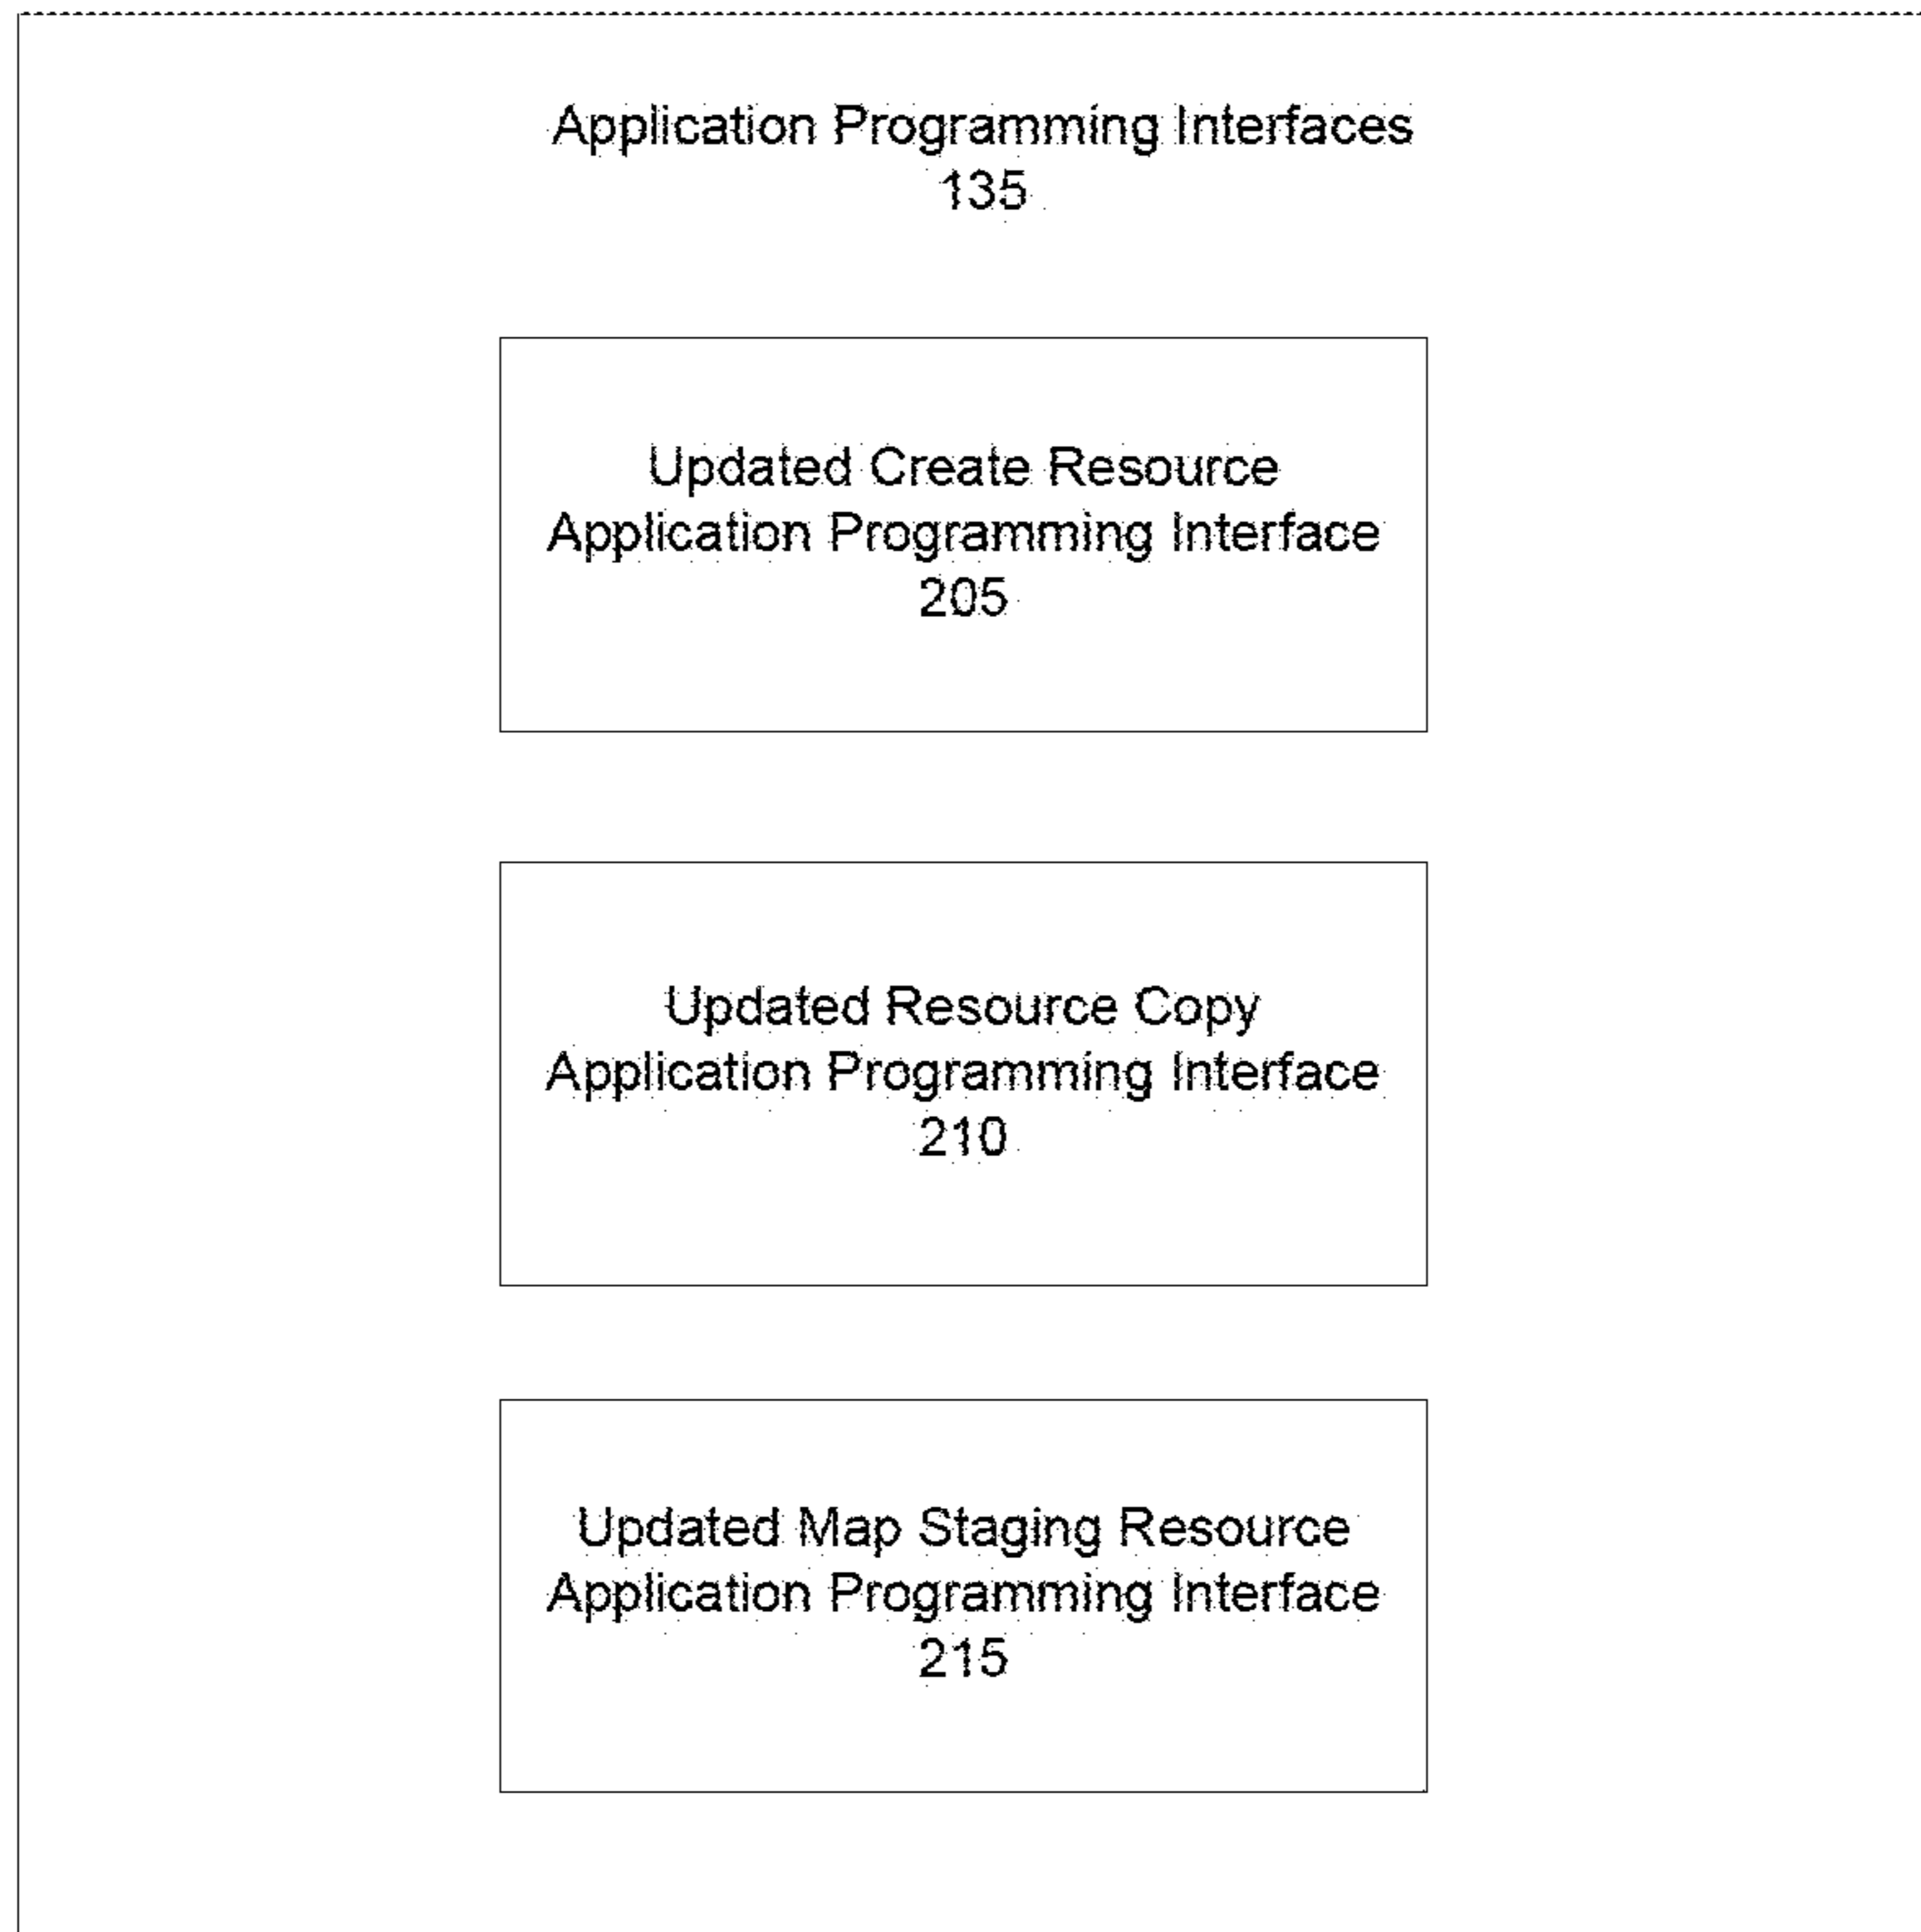 Application Programming Interfaces
135
Updated Create Resource
Application Programming Interface
205
Updated Resource Copy
Application Programming Interface
210
Updated Map Staging Resource
Application Programming Interface
215